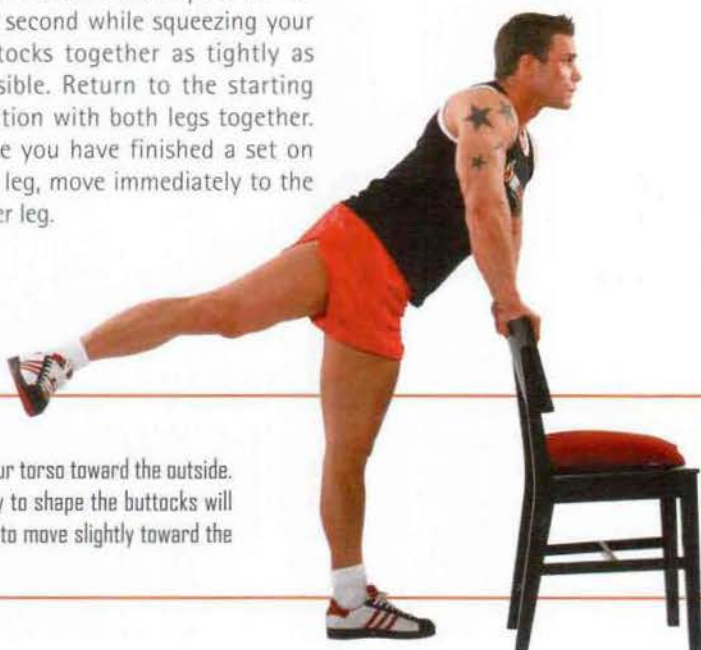 second while squeezing your
tocks together as tightly as
sible. Return to the starting
tion with both legs together.
e you have finished a set on
leg, move immediately to the
er leg.
ur torso toward the outside.
y to shape the buttocks will
to move slightly toward the